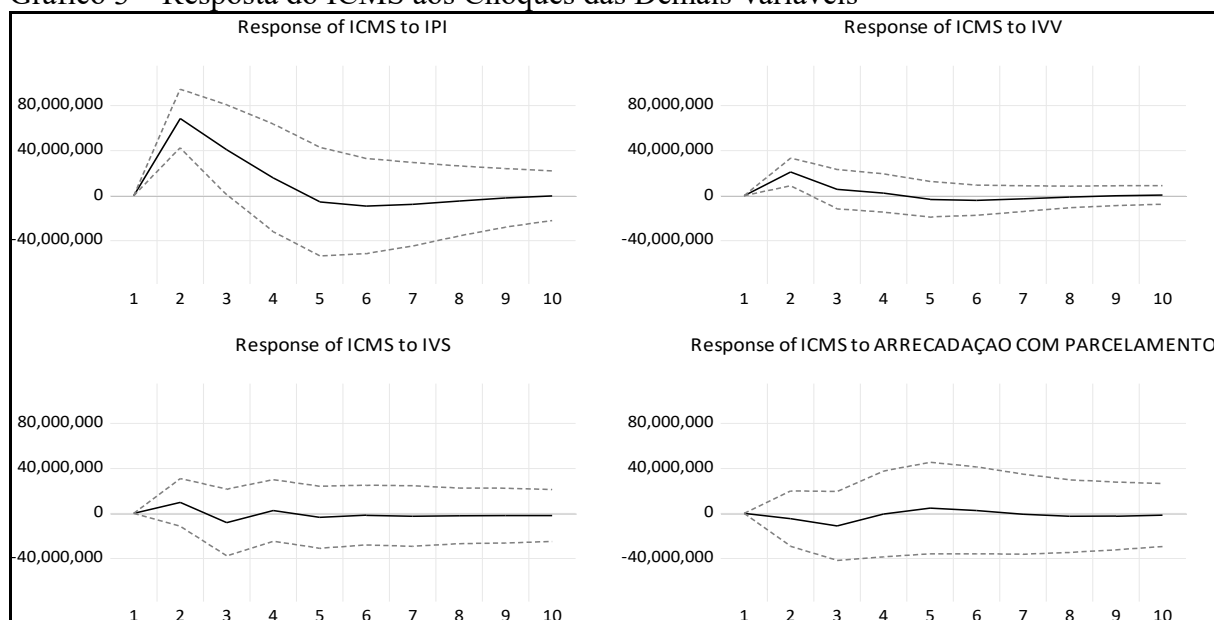 Gráfico 3 – Resposta do ICMS aos Choques das Demais Variáveis
Response of ICMS to IPI
80,000,000
40,000,000
0
-40,000,000
1 2 3 4 5 6 7 8 9 10
Response of ICMS to IVV
80,000,000
40,000,000
0
-40,000,000
1 2 3 4 5 6 7 8 9 10
Response of ICMS to IVS
80,000,000
40,000,000
0
-40,000,000
1 2 3 4 5 6 7 8 9 10
Response of ICMS to ARRECADAÇAO COM PARCELAMENTO
80,000,000
40,000,000
0
-40,000,000
1 2 3 4 5 6 7 8 9 10